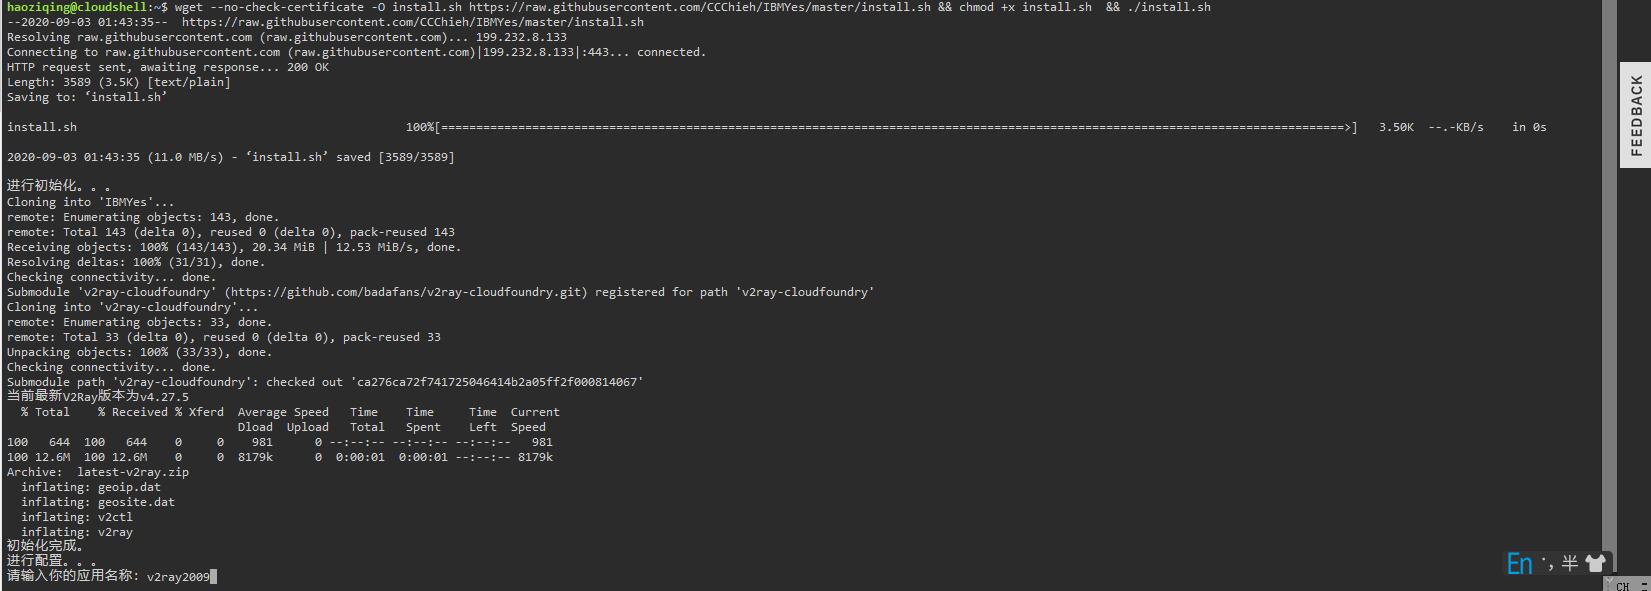 haoziqing@cloudshell:~$ wget --no-check-certificate -O install.sh https://raw.githubusercontent.com/CCChieh/IBMYes/master/install.sh && chmod +x install.sh  && ./install.sh
--2020-09-03 01:43:35--  https://raw.githubusercontent.com/CCChieh/IBMYes/master/install.sh
Resolving raw.githubusercontent.com (raw.githubusercontent.com)... 199.232.8.133
Connecting to raw.githubusercontent.com (raw.githubusercontent.com)|199.232.8.133|:443... connected.
HTTP request sent, awaiting response... 200 OK
Length: 3589 (3.5K) [text/plain]
Saving to: ‘install.sh’
install.sh 100%[=================================================================================================================================>] 3.50K --.-KB/s in 0s
2020-09-03 01:43:35 (11.0 MB/s) - ‘install.sh’ saved [3589/3589]
进行初始化。。。
Cloning into 'IBMYes'...
remote: Enumerating objects: 143, done.
remote: Total 143 (delta 0), reused 0 (delta 0), pack-reused 143
Receiving objects: 100% (143/143), 20.34 MiB | 12.53 MiB/s, done.
Resolving deltas: 100% (31/31), done.
Checking connectivity... done.
Submodule 'v2ray-cloudfoundry' (https://github.com/badafans/v2ray-cloudfoundry.git) registered for path 'v2ray-cloudfoundry'
Cloning into 'v2ray-cloudfoundry'...
remote: Enumerating objects: 33, done.
remote: Total 33 (delta 0), reused 0 (delta 0), pack-reused 33
Unpacking objects: 100% (33/33), done.
Checking connectivity... done.
Submodule path 'v2ray-cloudfoundry': checked out 'ca276ca72f741725046414b2a05ff2f000814067'
当前最新V2Ray版本为v4.27.5
% Total % Received % Xferd Average Speed Time Time Time Current
Dload Upload Total Spent Left Speed
100 644 100 644 0 0 981 0 --:--:-- --:--:-- --:--:-- 981
100 12.6M 100 12.6M 0 0 8179k 0 0:00:01 0:00:01 --:--:-- 8179k
Archive:  latest-v2ray.zip
inflating: geoip.dat
inflating: geosite.dat
inflating: v2ctl
inflating: v2ray
初始化完成。
进行配置。。。
请输入你的应用名称: v2ray2009
FEEDBACK
En ·, 半
CH